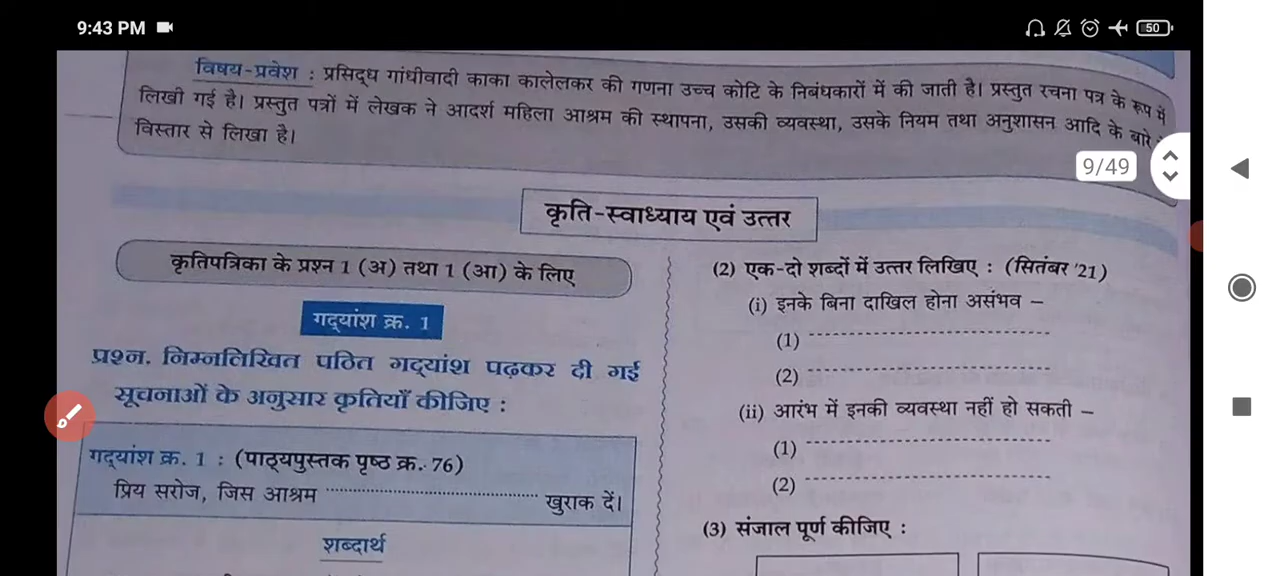 9:43 PM
50
विषय-प्रवेश : प्रसिद्ध गांधीवादी काका कालेलकर की गणना उच्च कोटि के निबंधकारों में की जाती है। प्रस्तुत रचना पत्र के रूप में
लिखी गई है। प्रस्तुत पत्रों में लेखक ने आदर्श महिला आश्रम की स्थापना, उसकी व्यवस्था, उसके नियम तथा अनुशासन आदि के बारे
विस्तार से लिखा है।
9/49
कृति-स्वाध्याय एवं उत्तर
कृतिपत्रिका के प्रश्न 1 (अ) तथा 1 (आ) के लिए
गद्यांश क्र. 1
प्रश्न. निम्नलिखित पठित गद्यांश पढ़कर दी गई
सूचनाओं के अनुसार कृतियाँ कीजिए :
गद्यांश क्र. 1 : (पाठ्यपुस्तक पृष्ठ क्र. 76)
प्रिय सरोज, जिस आश्रम ................................ खुराक दें।
शब्दार्थ
(2) एक-दो शब्दों में उत्तर लिखिए : (सितंबर '21)
(i) इनके बिना दाखिल होना असंभव –
(1) --------------------------------
(2) --------------------------------
(ii) आरंभ में इनकी व्यवस्था नहीं हो सकती –
(1) --------------------------------
(2) --------------------------------
(3) संजाल पूर्ण कीजिए :